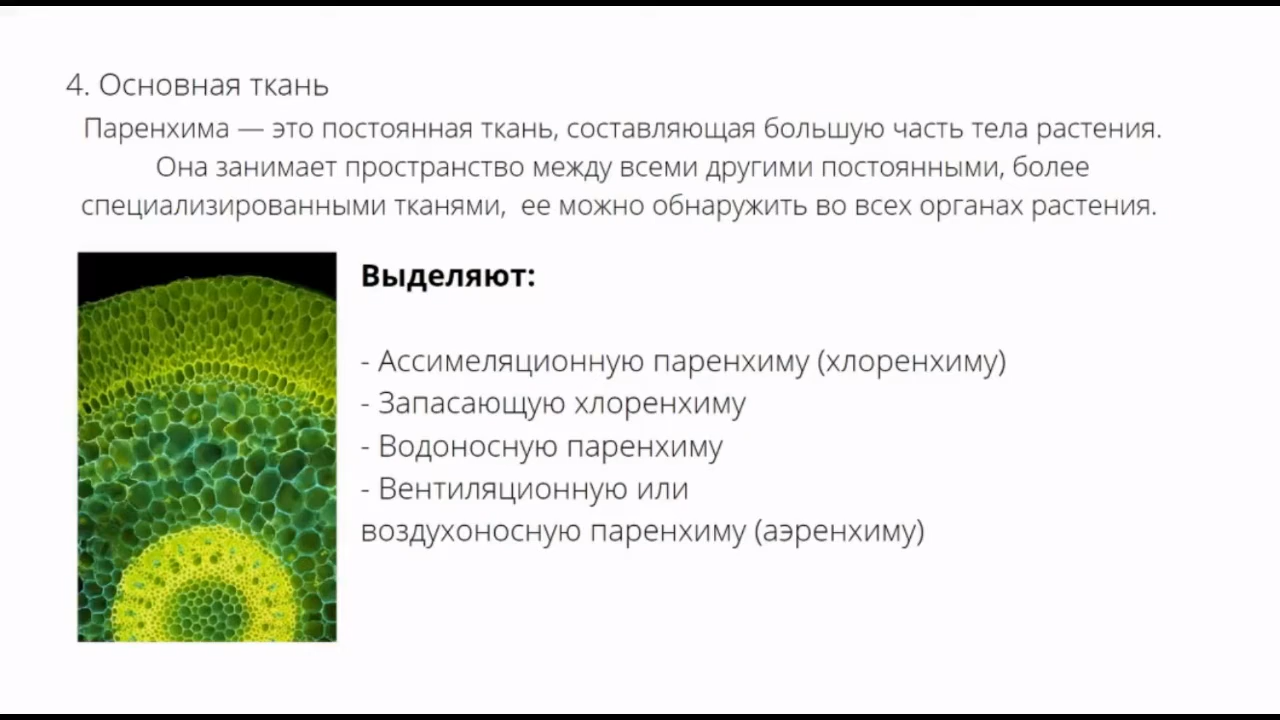 4. Основная ткань
Паренхима — это постоянная ткань, составляющая большую часть тела растения.
Она занимает пространство между всеми другими постоянными, более
специализированными тканями, ее можно обнаружить во всех органах растения.
Выделяют:
- Ассимеляционную паренхиму (хлоренхиму)
- Запасающую хлоренхиму
- Водоносную паренхиму
- Вентиляционную или
воздухоносную паренхиму (аэренхиму)